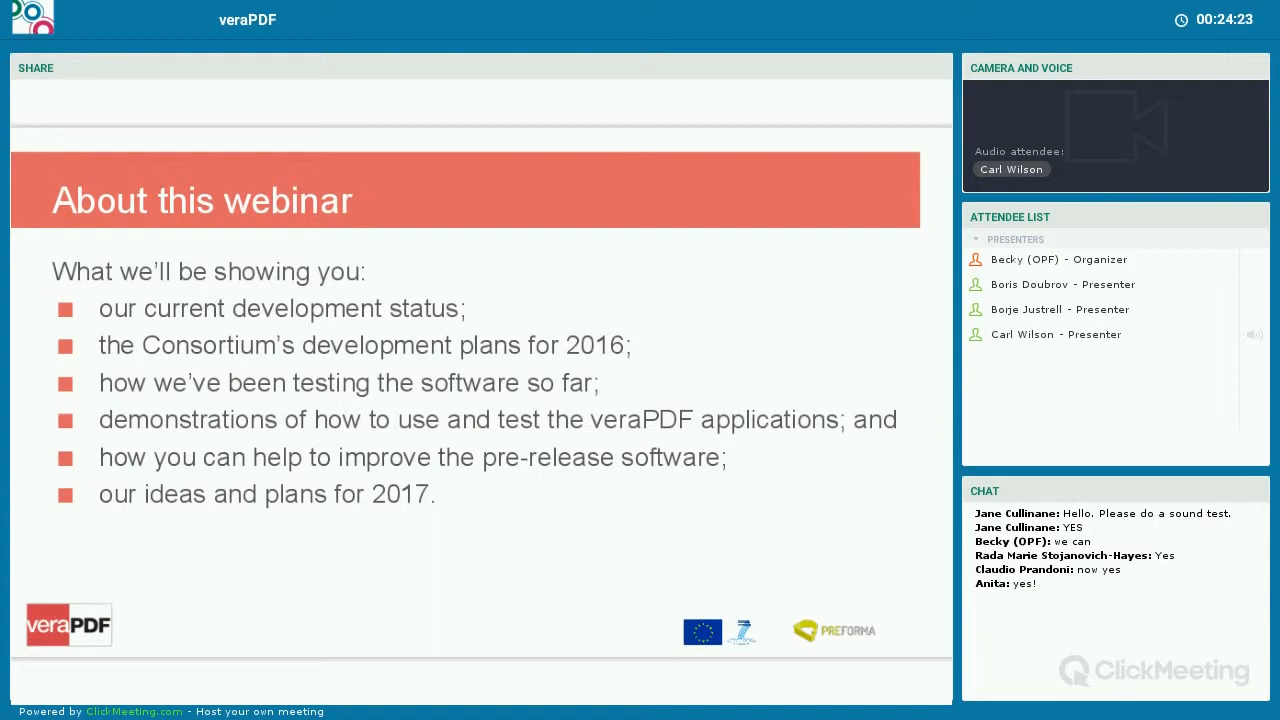 veraPDF
00:24:23
SHARE
About this webinar
What we'll be showing you:
our current development status;
the Consortium's development plans for 2016;
how we've been testing the software so far;
demonstrations of how to use and test the veraPDF applications; and
how you can help to improve the pre-release software;
our ideas and plans for 2017.
veraPDF
PREFORMA
Powered by ClickMeeting.com - Host your own meeting
CAMERA AND VOICE
Audio attendee:
Carl Wilson
ATTENDEE LIST
PRESENTERS
Becky (OPF) - Organizer
Boris Doubrov - Presenter
Borje Justrell - Presenter
Carl Wilson - Presenter
CHAT
Jane Cullinane: Hello. Please do a sound test.
Jane Cullinane: YES
Becky (OPF): we can
Rada Marie Stojanovich-Hayes: Yes
Claudio Prandoni: now yes
Anita: yes!
ClickMeeting